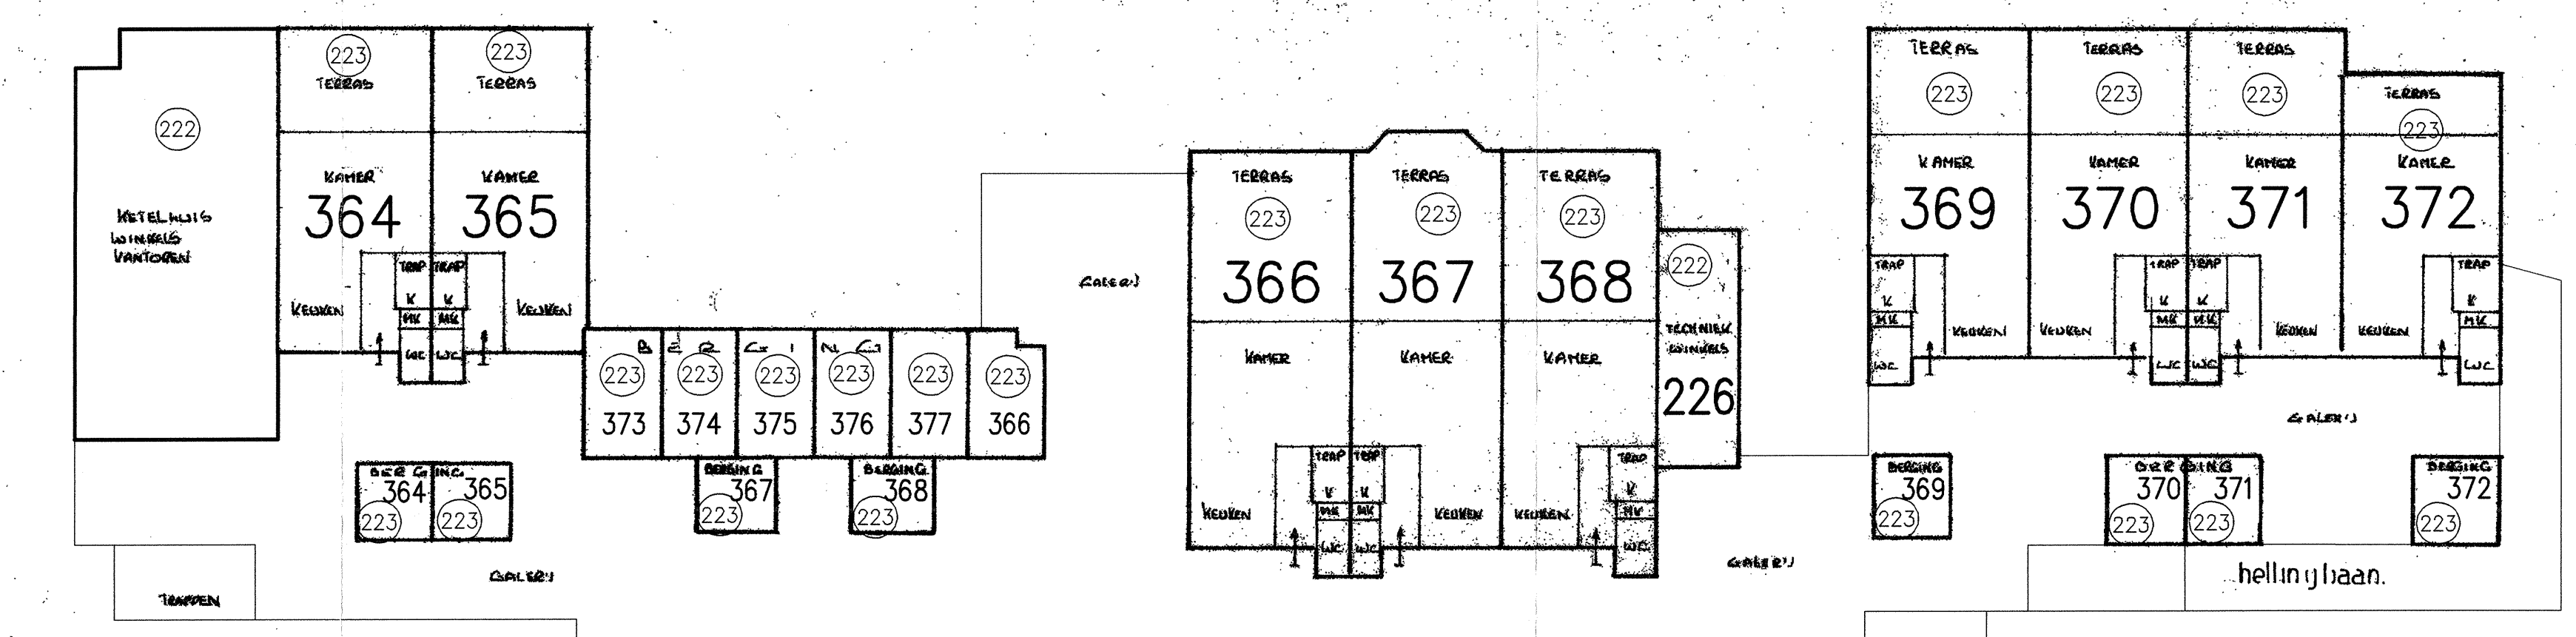 223
TERRAS
KAMER
364
TRAP
K
MK
WC
KEUKEN
223
TERRAS
KAMER
365
TRAP
K
MK
WC
KEUKEN
222
KETELHUIS
WINKELS
KANTOREN
BERGING
223
373
223
374
223
375
223
376
223
377
223
366
BERGING
364
223
365
223
BERGING
367
223
BERGING
368
223
GALERIJ
TRAPPEN
GALERIJ
TERRAS
223
366
KAMER
TRAP
K
MK
WC
KEUKEN
TERRAS
223
367
KAMER
TRAP
K
MK
WC
KEUKEN
TERRAS
223
368
KAMER
TRAP
K
MK
WC
KEUKEN
222
TECHNIEK
WINKELS
226
GALERIJ
TERRAS
223
KAMER
369
TRAP
K
MK
WC
KEUKEN
TERRAS
223
KAMER
370
TRAP
K
MK
WC
KEUKEN
TERRAS
223
KAMER
371
TRAP
K
MK
WC
KEUKEN
TERRAS
223
KAMER
372
TRAP
K
MK
WC
KEUKEN
GALERIJ
BERGING
369
223
BERGING
370
223
371
223
BERGING
372
223
hellingbaan.